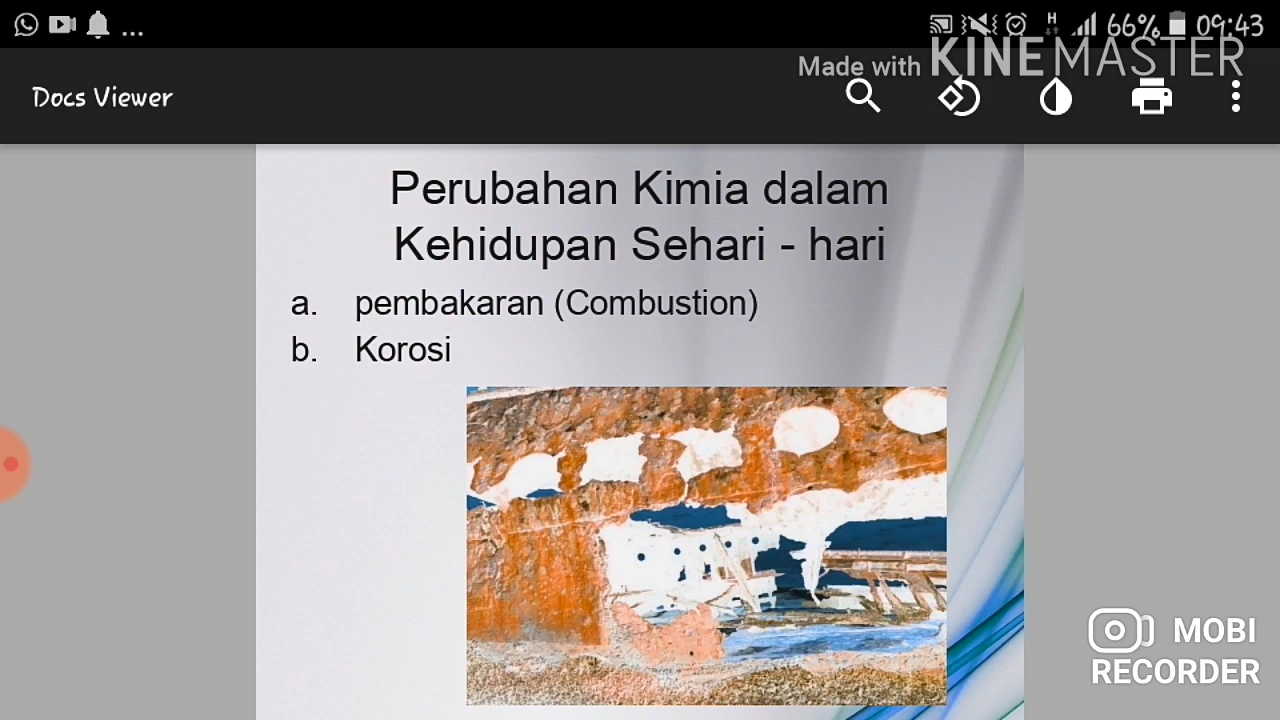 ... H 66% 09:43
Made with KINEMASTER
Docs Viewer
Perubahan Kimia dalam
Kehidupan Sehari - hari
a. pembakaran (Combustion)
b. Korosi
MOBI
RECORDER